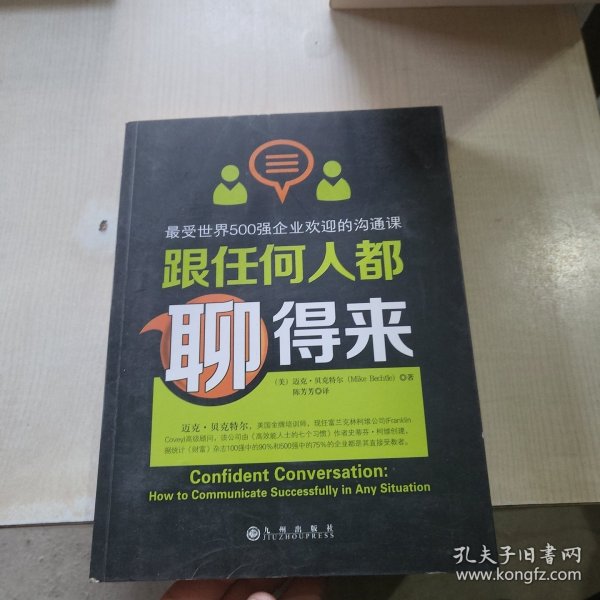 最受世界500强企业欢迎的沟通课
跟任何人都
聊得来
（美）迈克·贝克特尔（Mike Bechtle）◎著
陈芳芳◎译
迈克·贝克特尔，美国金牌培训师，现任富兰克林柯维公司(Franklin
Covey)高级顾问，该公司由《高效能人士的七个习惯》作者史蒂芬·柯维创建，
据统计《财富》杂志100强中的90%和500强中的75%的企业都是其直接受教者。
Confident Conversation:
How to Communicate Successfully in Any Situation
九州出版社
JIUZHOUPRESS
孔夫子旧书网
www.kongfz.com